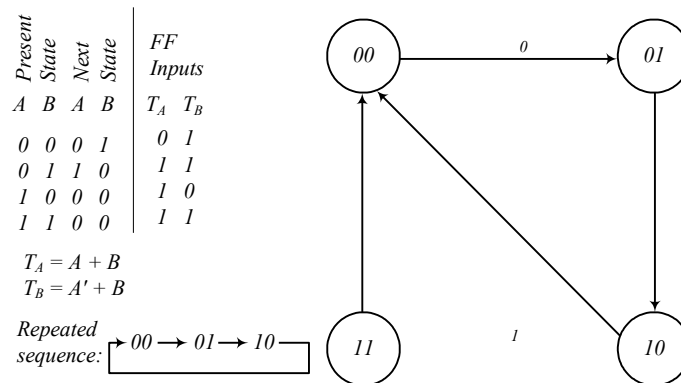 Present State Next State FF Inputs
A B A B T_A T_B
0 0 0 1 0 1
0 1 1 0 1 1
1 0 0 0 1 0
1 1 0 0 1 1
T_A = A + B
T_B = A′ + B
Repeated
sequence: 00 01 10
00 0 01
11 1 10